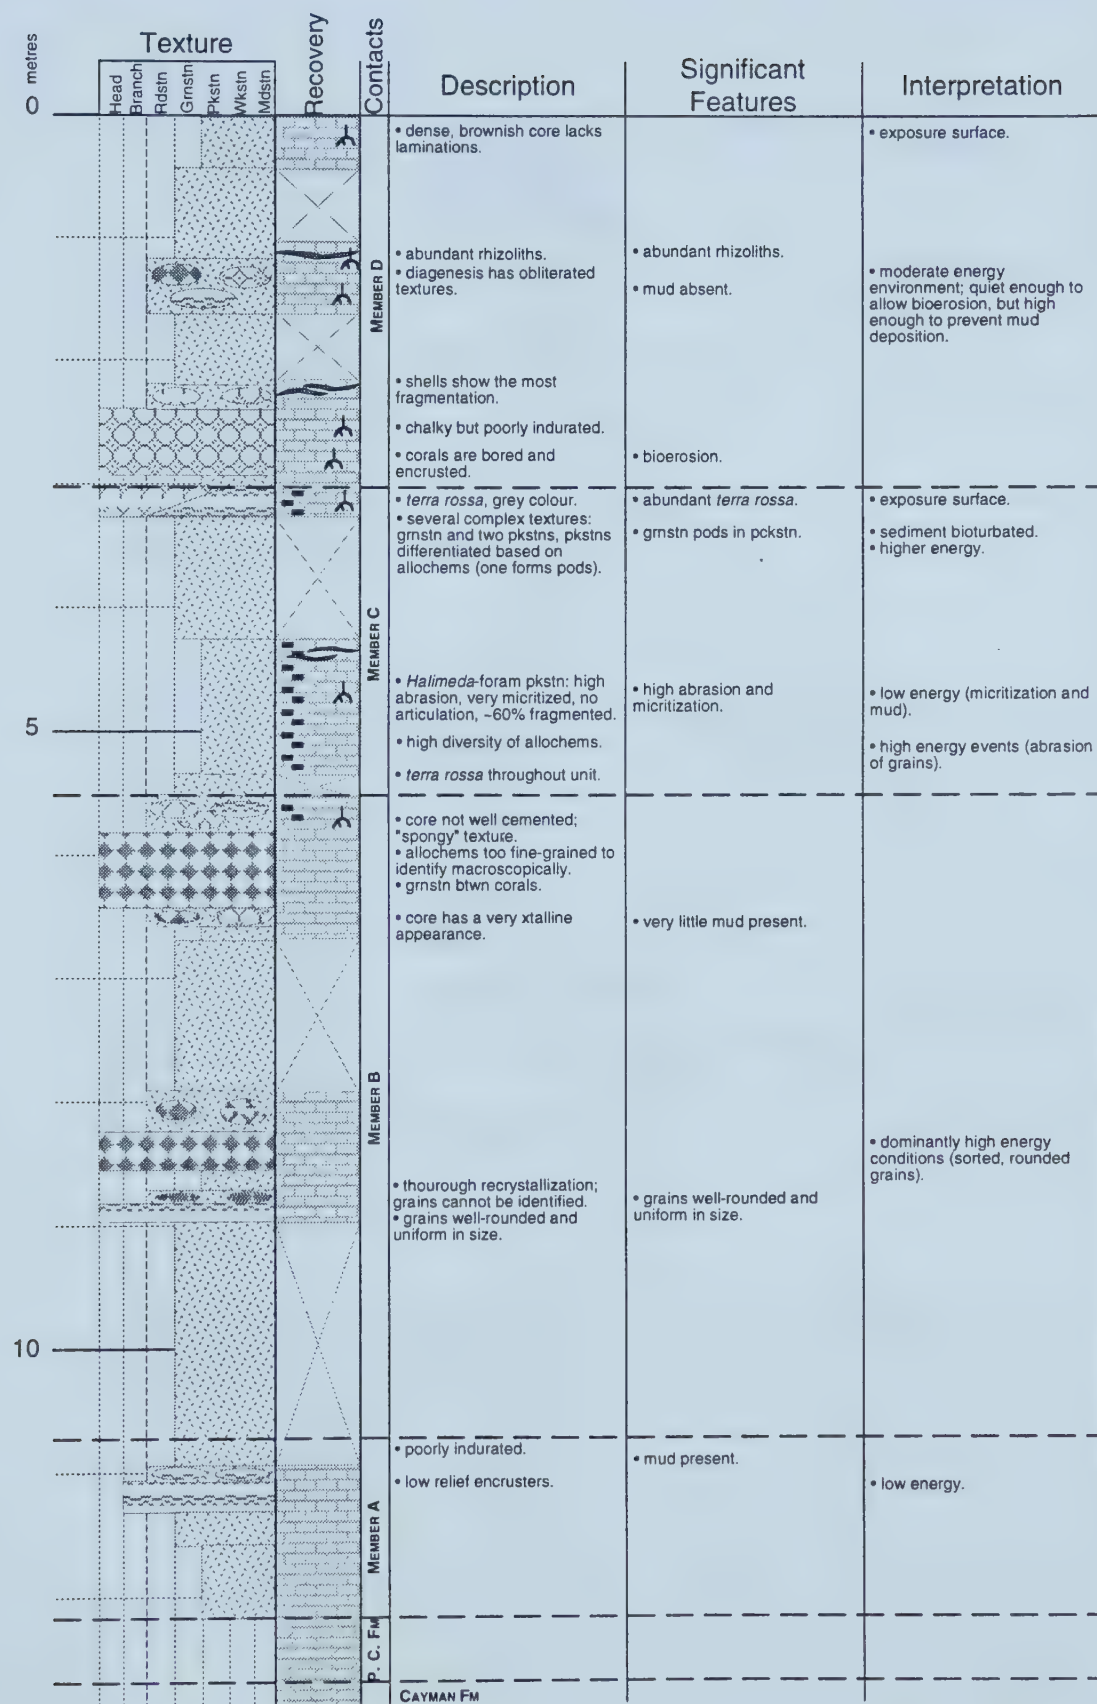 metres
Texture
Recovery
Contacts
Description
Significant
Features
Interpretation
Head
Branch
Rdstn
Grnstn
Pkstn
Wkstn
Mdstn
0
MEMBER D
• dense, brownish core lacks
laminations.
• exposure surface.
• abundant rhizoliths.
• diagenesis has obliterated
textures.
• abundant rhizoliths.
• mud absent.
• moderate energy
environment; quiet enough to
allow bioerosion, but high
enough to prevent mud
deposition.
• shells show the most
fragmentation.
• chalky but poorly indurated.
• corals are bored and
encrusted.
• bioerosion.
MEMBER C
• terra rossa, grey colour.
• several complex textures:
grnstn and two pkstns, pkstns
differentiated based on
allochems (one forms pods).
• abundant terra rossa.
• grnstn pods in pckstn.
• exposure surface.
• sediment bioturbated.
• higher energy.
5
• Halimeda-foram pkstn: high
abrasion, very micritized, no
articulation, ~60% fragmented.
• high diversity of allochems.
• terra rossa throughout unit.
• high abrasion and
micritization.
• low energy (micritization and
mud).
• high energy events (abrasion
of grains).
MEMBER B
• core not well cemented;
"spongy" texture.
• allochems too fine-grained to
identify macroscopically.
• grnstn btwn corals.
• core has a very xtalline
appearance.
• very little mud present.
• thourough recrystallization;
grains cannot be identified.
• grains well-rounded and
uniform in size.
• grains well-rounded and
uniform in size.
• dominantly high energy
conditions (sorted, rounded
grains).
10
MEMBER A
• poorly indurated.
• low relief encrusters.
• mud present.
• low energy.
P. C. FM
CAYMAN FM